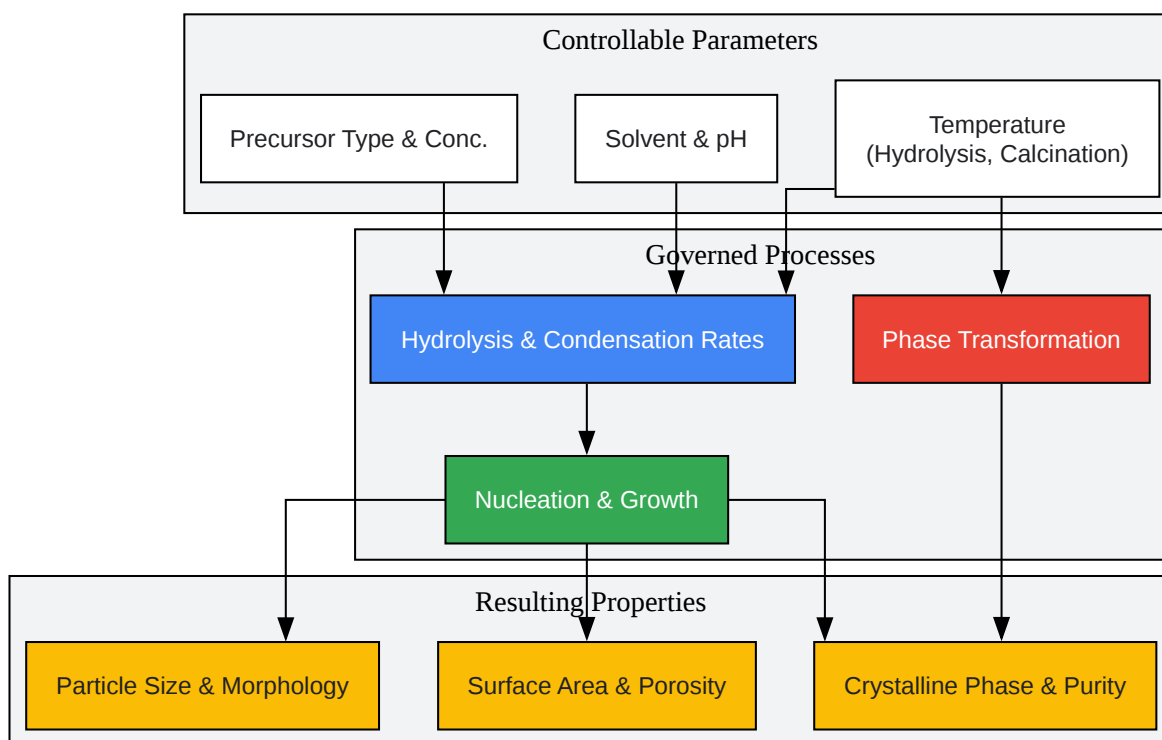 Controllable Parameters
Precursor Type & Conc.
Solvent & pH
Temperature
(Hydrolysis, Calcination)
Governed Processes
Hydrolysis & Condensation Rates
Phase Transformation
Nucleation & Growth
Resulting Properties
Particle Size & Morphology
Surface Area & Porosity
Crystalline Phase & Purity